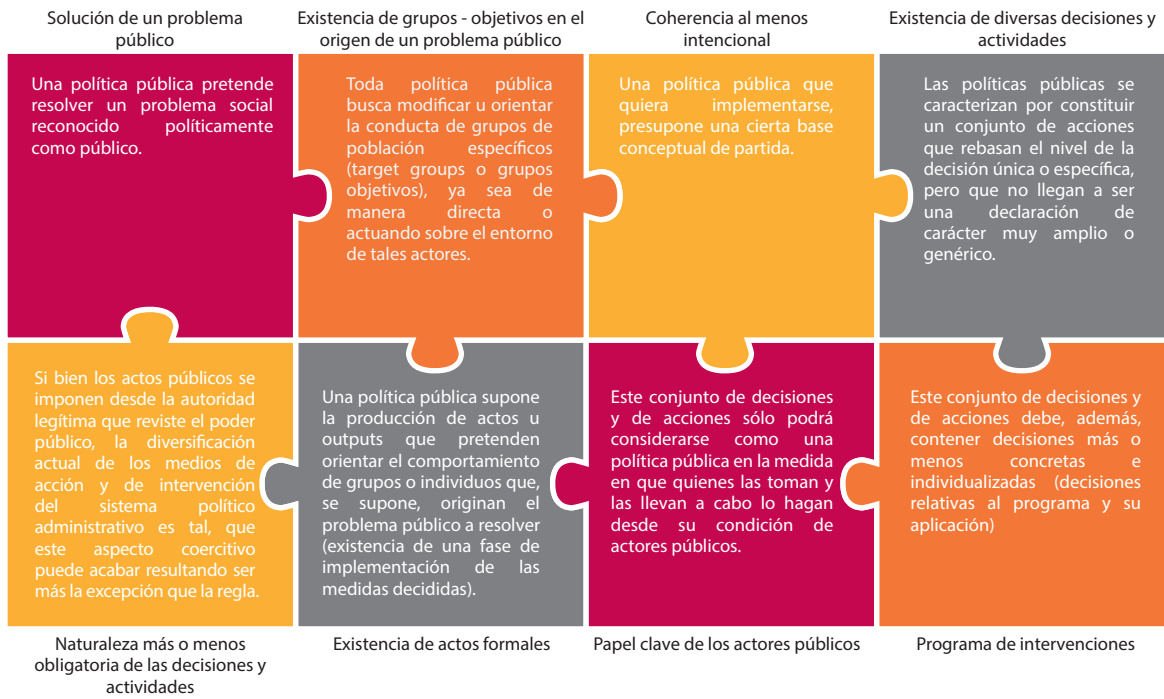 Solución de un problema
público
Existencia de grupos - objetivos en el
origen de un problema público
Coherencia al menos
intencional
Existencia de diversas decisiones y
actividades
Una política pública pretende
resolver un problema social
reconocido políticamente
como público.
Toda política pública
busca modificar u orientar
la conducta de grupos de
población específicos
(target groups o grupos
objetivos), ya sea de
manera directa o
actuando sobre el entorno
de tales actores.
Una política pública que
quiera implementarse,
presupone una cierta base
conceptual de partida.
Las políticas públicas se
caracterizan por constituir
un conjunto de acciones
que rebasan el nivel de la
decisión única o específica,
pero que no llegan a ser
una declaración de
carácter muy amplio o
genérico.
Si bien los actos públicos se
imponen desde la autoridad
legítima que reviste el poder
público, la diversificación
actual de los medios de
acción y de intervención
del sistema político
administrativo es tal, que
este aspecto coercitivo
puede acabar resultando ser
más la excepción que la regla.
Una política pública supone
la producción de actos u
outputs que pretenden
orientar el comportamiento
de grupos o individuos que,
se supone, originan el
problema público a resolver
(existencia de una fase de
implementación de las
medidas decididas).
Este conjunto de decisiones
y de acciones sólo podrá
considerarse como una
política pública en la medida
en que quienes las toman y
las llevan a cabo lo hagan
desde su condición de
actores públicos.
Este conjunto de decisiones y
de acciones debe, además,
contener decisiones más o
menos concretas e
individualizadas (decisiones
relativas al programa y su
aplicación)
Naturaleza más o menos
obligatoria de las decisiones y
actividades
Existencia de actos formales
Papel clave de los actores públicos
Programa de intervenciones